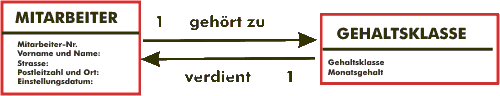 MITARBEITER
Mitarbeiter-Nr.
Vorname und Name:
Strasse:
Postleitzahl und Ort:
Einstellungsdatum:
1 gehört zu
verdient 1
GEHALTSKLASSE
Gehaltsklasse
Monatsgehalt